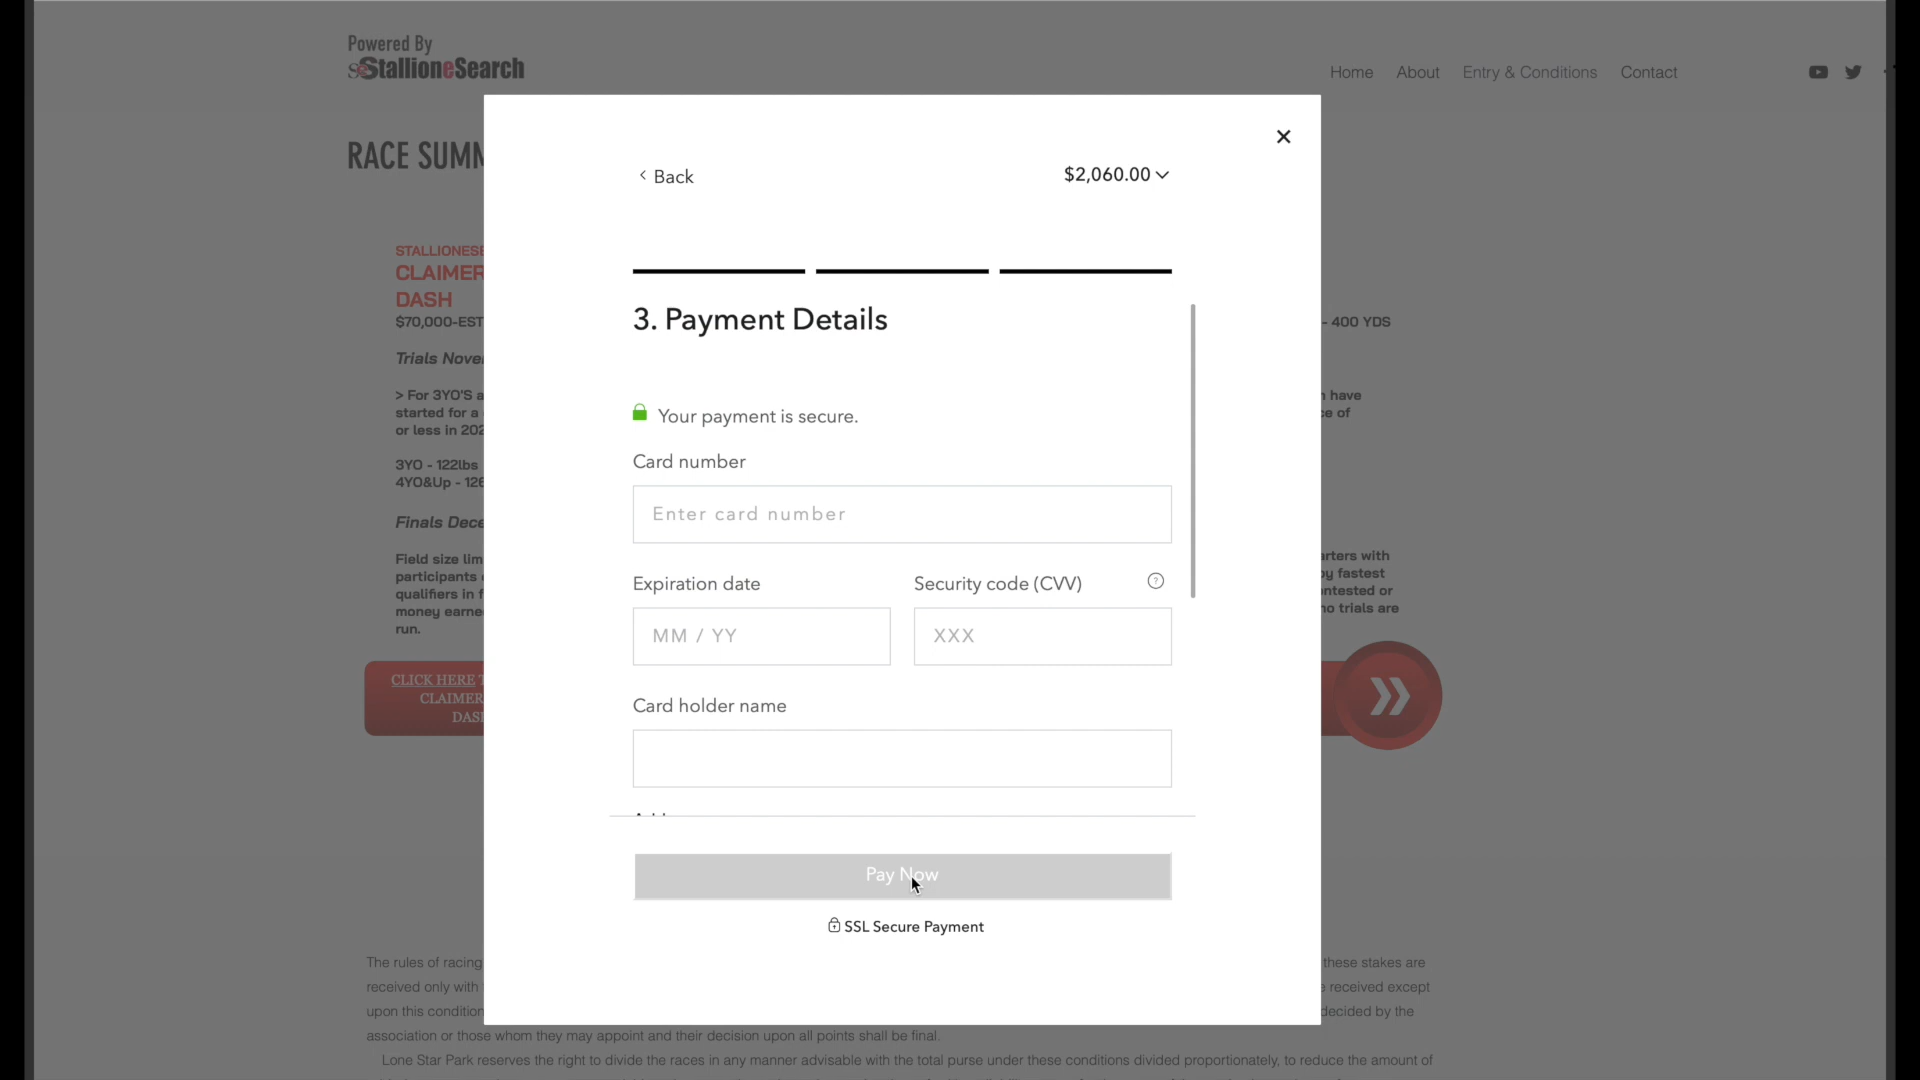 Powered By
StallioneSearch
Home About Entry & Conditions Contact
RACE SUMM
× 
< Back
$2,060.00
STALLIONESE
CLAIMER
DASH
$70,000-EST
- 400 YDS
Trials Nove
> For 3YO'S a
started for a
or less in 202
have
ce of
3YO - 122lbs
4YO&Up - 126
Finals Dece
Field size lim
participants
qualifiers in f
money earne
run.
arters with
by fastest
ntested or
no trials are
3. Payment Details
Your payment is secure.
Card number
Enter card number
Expiration date
Security code (CVV)
?
MM / YY
XXX
Card holder name
CLICK HERE T
CLAIMER
DAS
Pay Now
SSL Secure Payment
The rules of racing
these stakes are
received only with
received except
upon this condition
decided by the
association or those whom they may appoint and their decision upon all points shall be final.
Lone Star Park reserves the right to divide the races in any manner advisable with the total purse under these conditions divided proportionately, to reduce the amount of